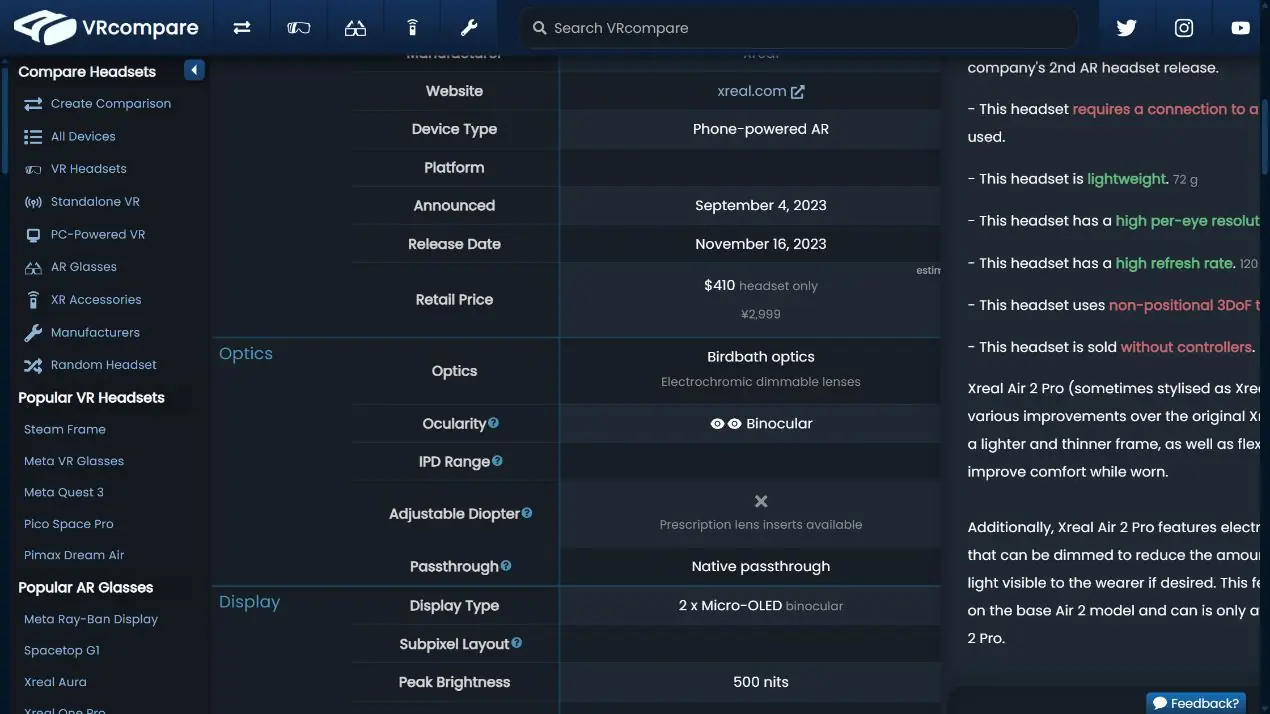 VRcompare
Search VRcompare
Compare Headsets
Create Comparison
All Devices
VR Headsets
Standalone VR
PC-Powered VR
AR Glasses
XR Accessories
Manufacturers
Random Headset
Popular VR Headsets
Steam Frame
Meta VR Glasses
Meta Quest 3
Pico Space Pro
Pimax Dream Air
Popular AR Glasses
Meta Ray-Ban Display
Spacetop G1
Xreal Aura
Xreal One Pro
Manufacturer Xreal
Website xreal.com
Device Type Phone-powered AR
Platform
Announced September 4, 2023
Release Date November 16, 2023
estim
Retail Price $410 headset only
¥2,999
Optics
Optics Birdbath optics
Electrochromic dimmable lenses
Ocularity? Binocular
IPD Range?
Adjustable Diopter?
Prescription lens inserts available
Passthrough? Native passthrough
Display
Display Type 2 x Micro-OLED binocular
Subpixel Layout?
Peak Brightness 500 nits
company's 2nd AR headset release.
- This headset requires a connection to a
used.
- This headset is lightweight. 72 g
- This headset has a high per-eye resolut
- This headset has a high refresh rate. 120
- This headset uses non-positional 3DoF t
- This headset is sold without controllers.
Xreal Air 2 Pro (sometimes stylised as Xre
various improvements over the original X
a lighter and thinner frame, as well as flex
improve comfort while worn.
Additionally, Xreal Air 2 Pro features electr
that can be dimmed to reduce the amou
light visible to the wearer if desired. This fe
on the base Air 2 model and can is only a
2 Pro.
Feedback?